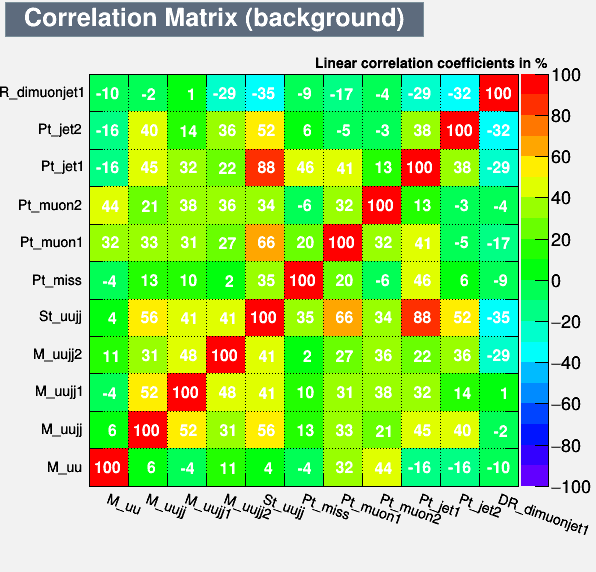 Correlation Matrix (background)
Linear correlation coefficients in %
R_dimuonjet1 -10 -2 1 -29 -35 -9 -17 -4 -29 -32 100
Pt_jet2 -16 40 14 36 52 6 -5 -3 38 100 -32
Pt_jet1 -16 45 32 22 88 46 41 13 100 38 -29
Pt_muon2 44 21 38 36 34 -6 32 100 13 -3 -4
Pt_muon1 32 33 31 27 66 20 100 32 41 -5 -17
Pt_miss -4 13 10 2 35 100 20 -6 46 6 -9
St_uujj 4 56 41 41 100 35 66 34 88 52 -35
M_uujj2 11 31 48 100 41 2 27 36 22 36 -29
M_uujj1 -4 52 100 48 41 10 31 38 32 14 1
M_uujj 6 100 52 31 56 13 33 21 45 40 -2
M_uu 100 6 -4 11 4 -4 32 44 -16 -16 -10
M_uu M_uujj M_uujj1 M_uujj2 St_uujj Pt_miss Pt_muon1 Pt_muon2 Pt_jet1 Pt_jet2 DR_dimuonjet1
100
80
60
40
20
0
−20
−40
−60
−80
−100